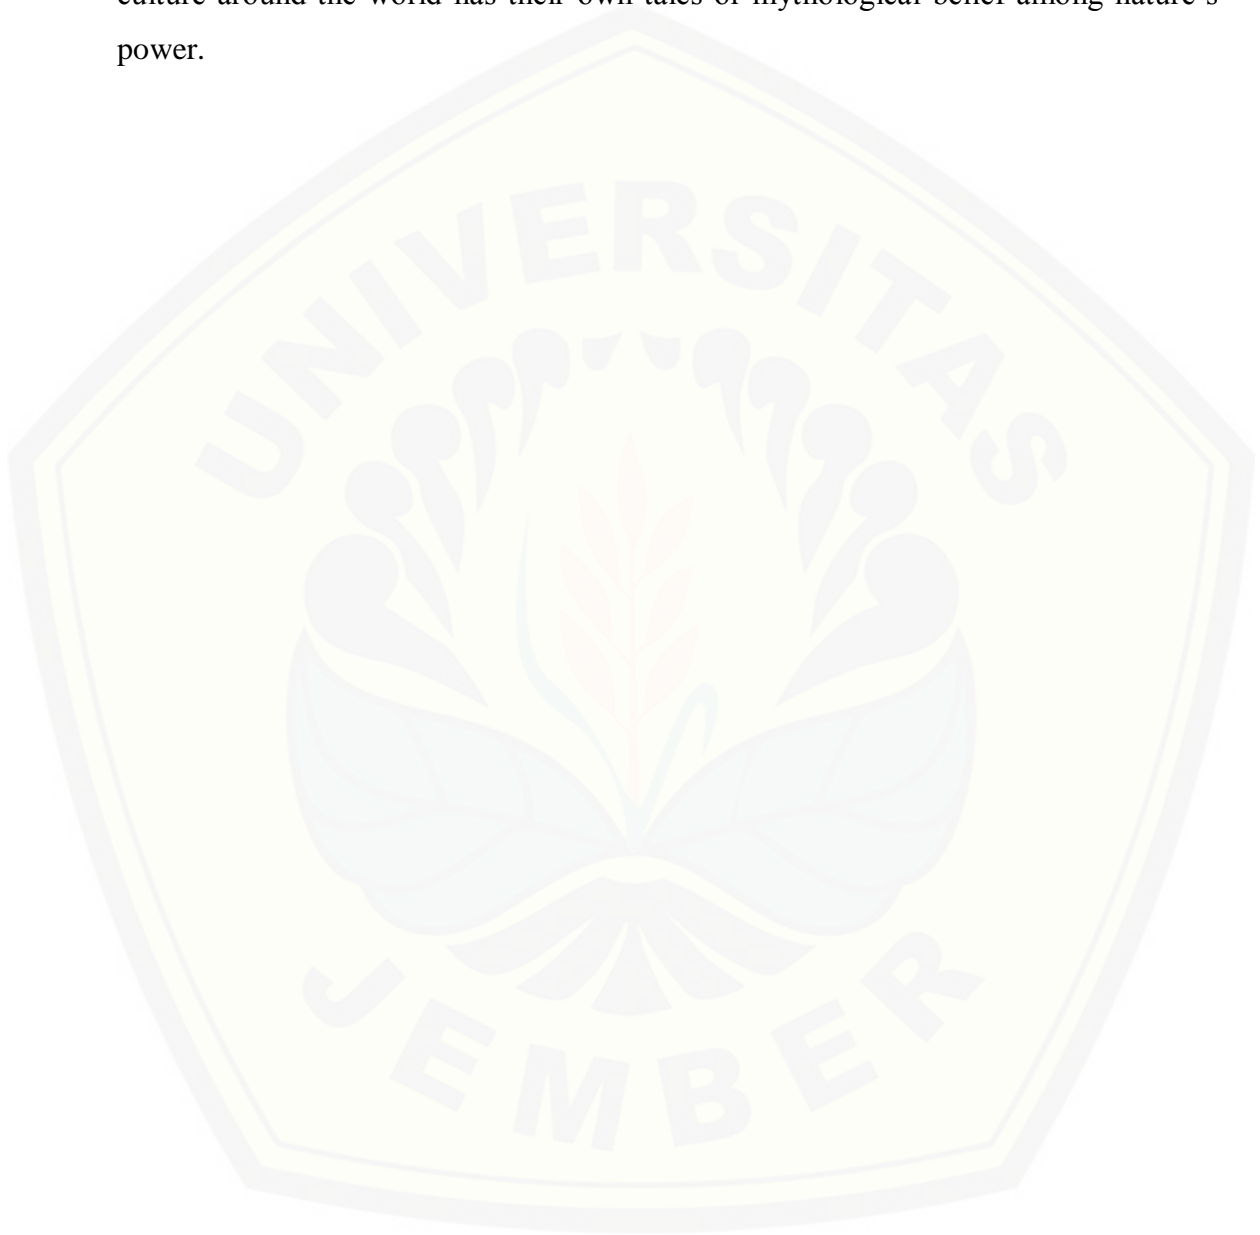 culture around the world has their own tales of mythological belief among nature's
power.
UNIVERSITAS
JEMBER